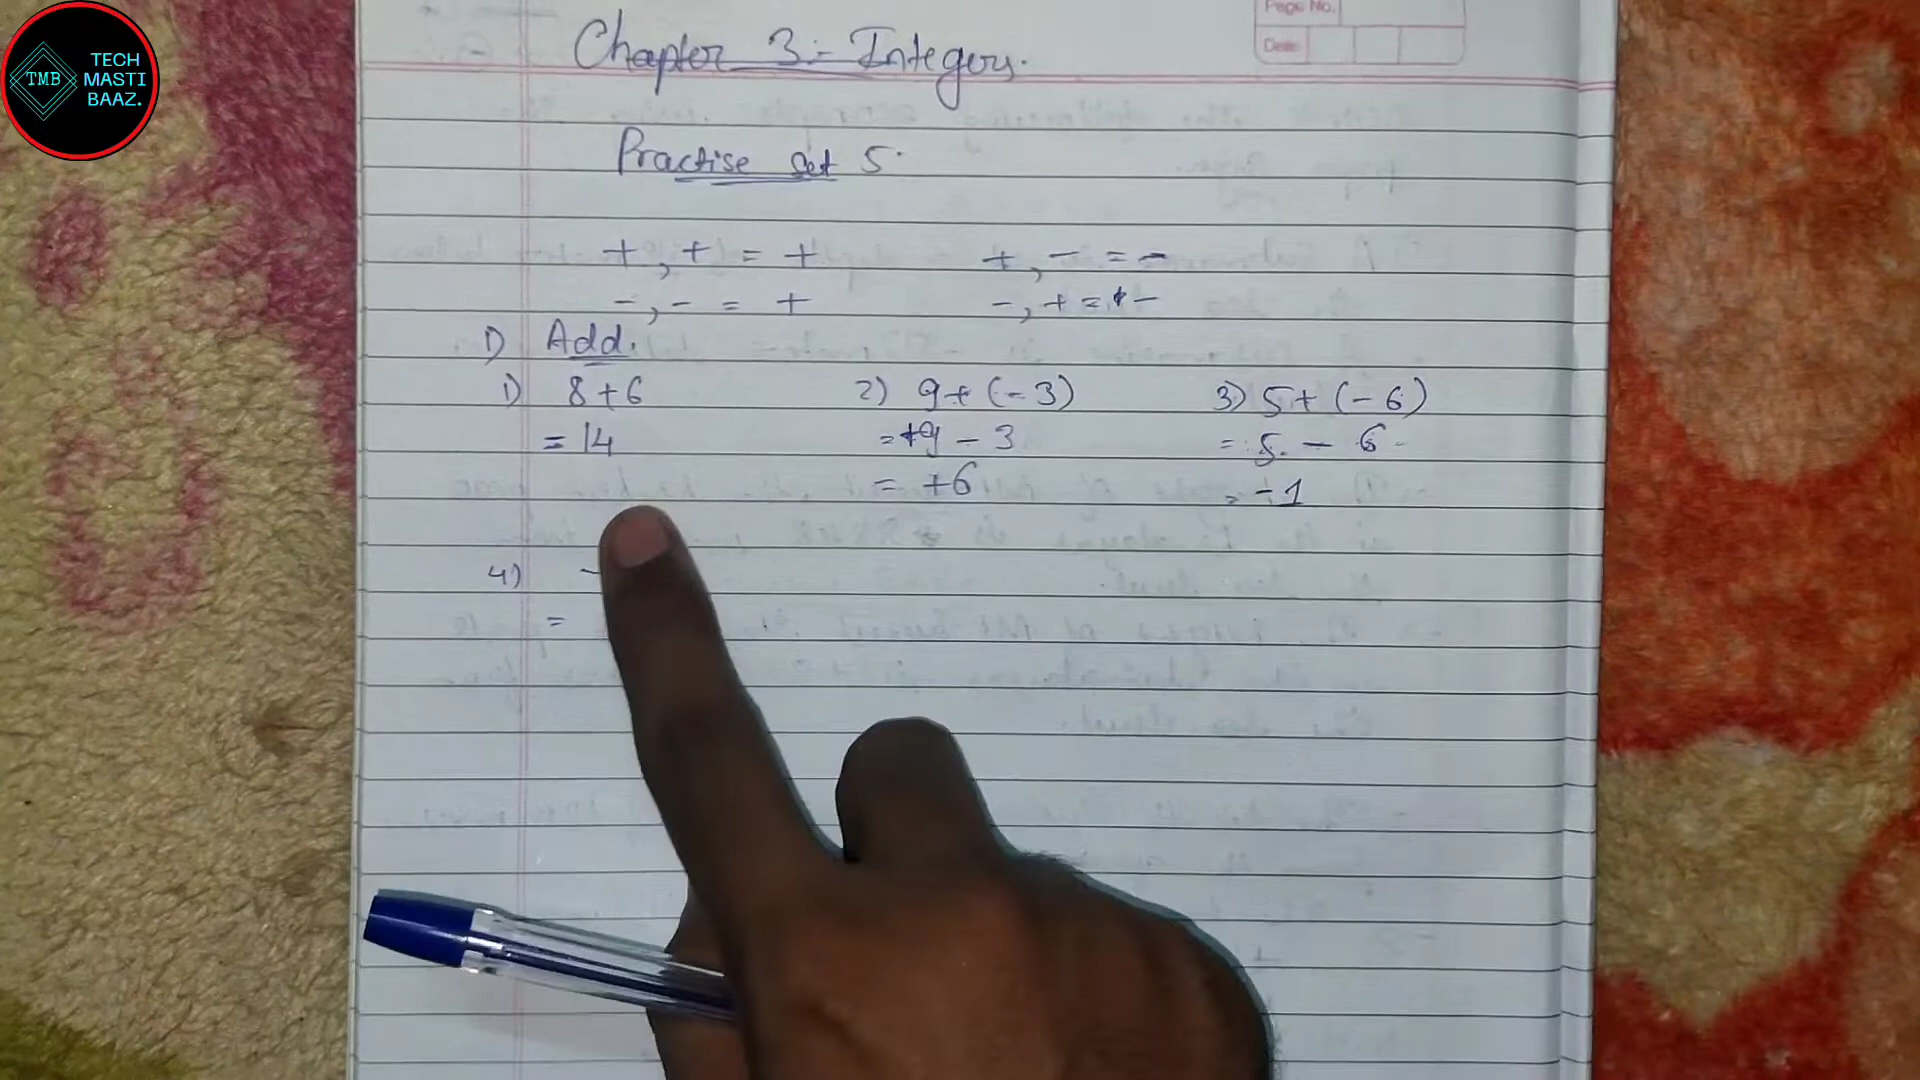 TMB TECH
MASTI
BAAZ.
Page No.
Date
Chapter 3:- Integers.
Practise Set 5.
+, + = +    +, - = -
-, - = +    -, + = -
1) Add.
1) 8+6    2) 9+(-3)    3) 5+(-6)
= 14    = +9 - 3    = 5 - 6
= +6    = -1
4) -
=